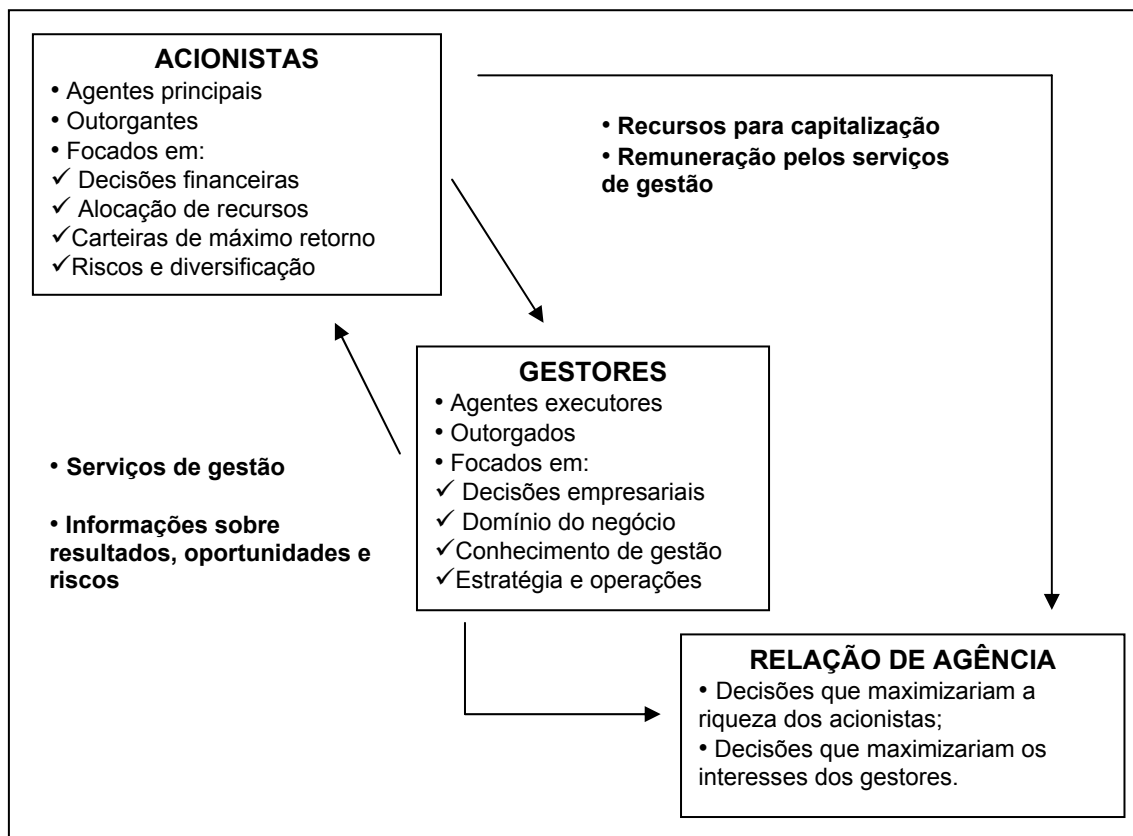 ACIONISTAS
• Agentes principais
• Outorgantes
• Focados em:
✓ Decisões financeiras
✓ Alocação de recursos
✓Carteiras de máximo retorno
✓Riscos e diversificação
• Recursos para capitalização
• Remuneração pelos serviços
de gestão
GESTORES
• Agentes executores
• Outorgados
• Focados em:
✓ Decisões empresariais
✓ Domínio do negócio
✓Conhecimento de gestão
✓Estratégia e operações
• Serviços de gestão
• Informações sobre
resultados, oportunidades e
riscos
RELAÇÃO DE AGÊNCIA
• Decisões que maximizariam a
riqueza dos acionistas;
• Decisões que maximizariam os
interesses dos gestores.